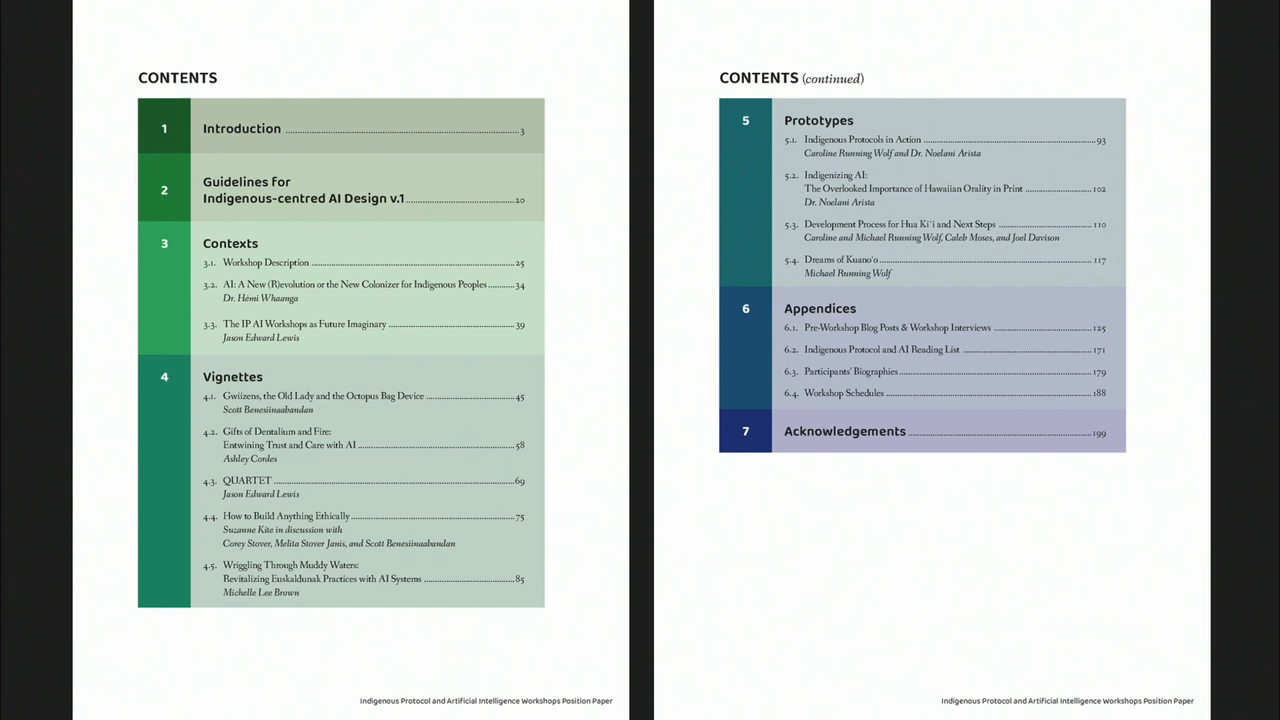 CONTENTS
1 Introduction ........ 3
2 Guidelines for
Indigenous-centred AI Design v.1 ........ 20
3 Contexts
3.1. Workshop Description ........ 25
3.2. AI: A New (R)evolution or the New Colonizer for Indigenous Peoples ........ 34
Dr. Hēmi Whaanga
3.3. The IP AI Workshops as Future Imaginary ........ 39
Jason Edward Lewis
4 Vignettes
4.1. Gwiizens, the Old Lady and the Octopus Bag Device ........ 45
Scott Benesiinaabandan
4.2. Gifts of Dentalium and Fire:
Entwining Trust and Care with AI ........ 58
Ashley Cordes
4.3. QUARTET ........ 69
Jason Edward Lewis
4.4. How to Build Anything Ethically ........ 75
Suzanne Kite in discussion with
Corey Stover, Melita Stover Janis, and Scott Benesiinaabandan
4.5. Wriggling Through Muddy Waters:
Revitalizing Euskaldunak Practices with AI Systems ........ 85
Michelle Lee Brown
Indigenous Protocol and Artificial Intelligence Workshops Position Paper
CONTENTS (continued)
5 Prototypes
5.1. Indigenous Protocols in Action ........ 93
Caroline Running Wolf and Dr. Noelani Arista
5.2. Indigenizing AI:
The Overlooked Importance of Hawaiian Orality in Print ........ 102
Dr. Noelani Arista
5.3. Development Process for Hua Kiʻi and Next Steps ........ 110
Caroline and Michael Running Wolf, Caleb Moses, and Joel Davison
5.4. Dreams of Kuanoʻo ........ 117
Michael Running Wolf
6 Appendices
6.1. Pre-Workshop Blog Posts & Workshop Interviews ........ 125
6.2. Indigenous Protocol and AI Reading List ........ 171
6.3. Participants' Biographies ........ 179
6.4. Workshop Schedules ........ 188
7 Acknowledgements ........ 199
Indigenous Protocol and Artificial Intelligence Workshops Position Paper